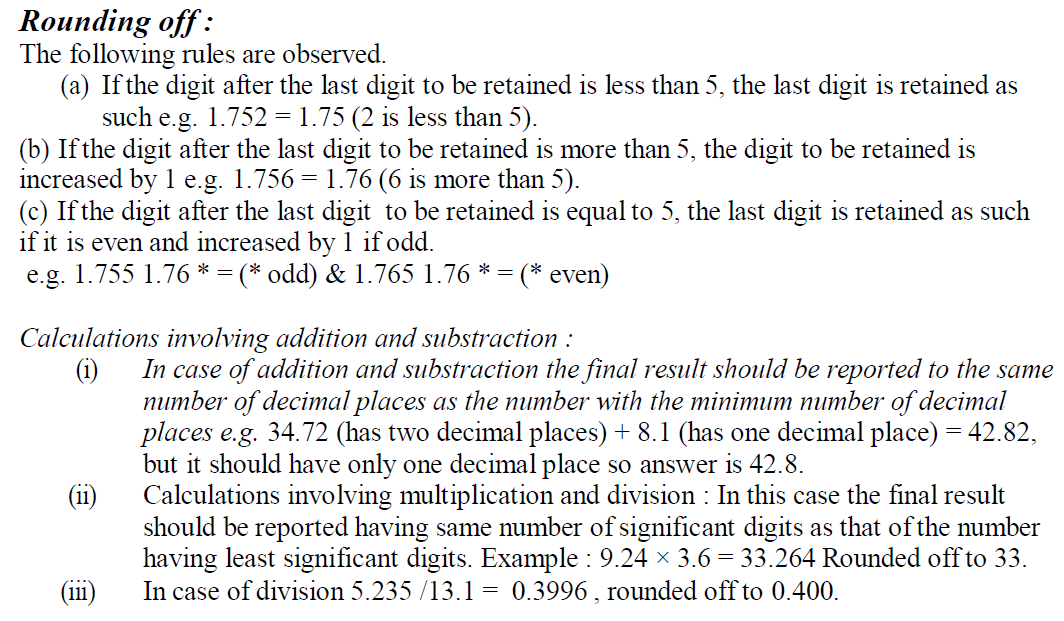 Rounding off :
The following rules are observed.
(a) If the digit after the last digit to be retained is less than 5, the last digit is retained as
such e.g. 1.752 = 1.75 (2 is less than 5).
(b) If the digit after the last digit to be retained is more than 5, the digit to be retained is
increased by 1 e.g. 1.756 = 1.76 (6 is more than 5).
(c) If the digit after the last digit to be retained is equal to 5, the last digit is retained as such
if it is even and increased by 1 if odd.
e.g. 1.755 1.76 * = (* odd) & 1.765 1.76 * = (* even)
Calculations involving addition and substraction :
(i) In case of addition and substraction the final result should be reported to the same
number of decimal places as the number with the minimum number of decimal
places e.g. 34.72 (has two decimal places) + 8.1 (has one decimal place) = 42.82,
but it should have only one decimal place so answer is 42.8.
(ii) Calculations involving multiplication and division : In this case the final result
should be reported having same number of significant digits as that of the number
having least significant digits. Example : 9.24 × 3.6 = 33.264 Rounded off to 33.
(iii) In case of division 5.235 /13.1 = 0.3996 , rounded off to 0.400.